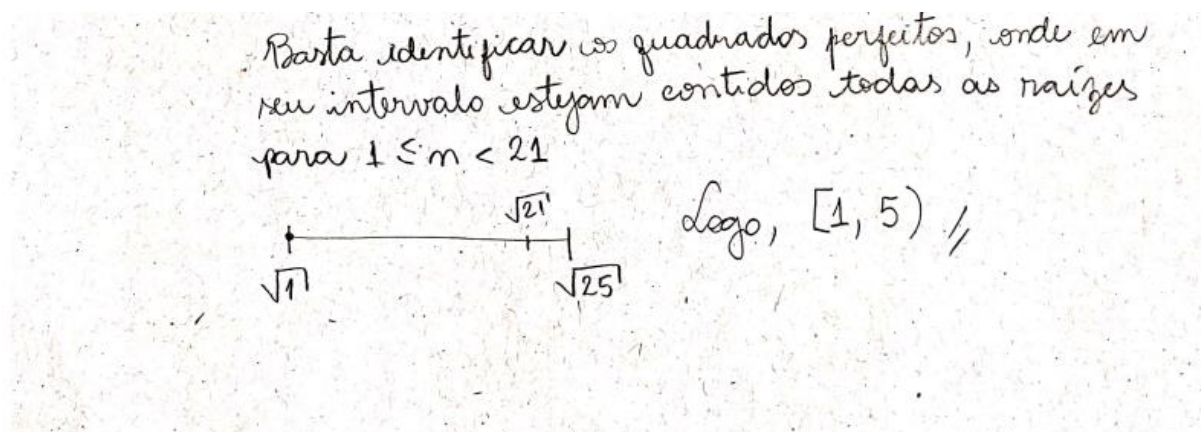 Basta identificar os quadrados perfeitos, onde em
seu intervalo estejam contidos todas as raízes
para 1 ≤ n < 21
√21
Logo, [1, 5) //
√1 √25